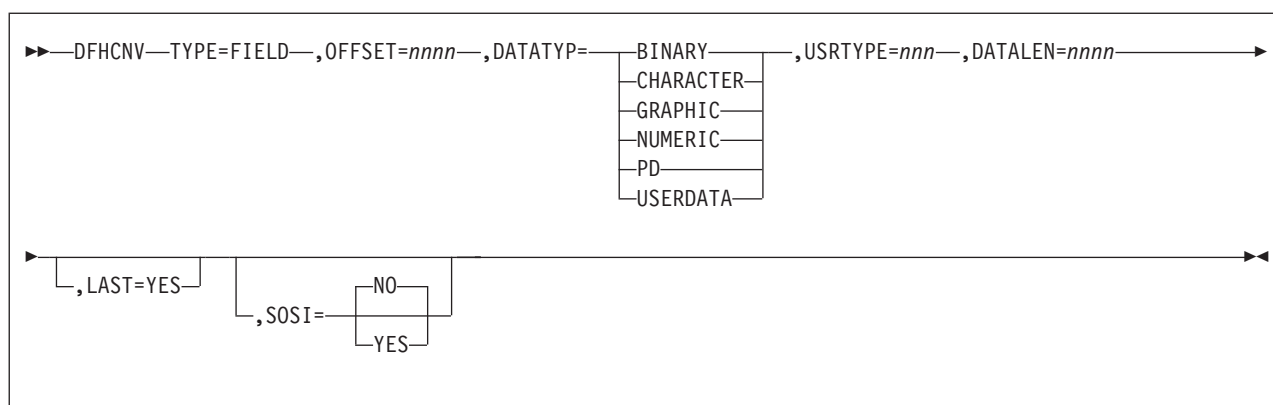 DFHCNV TYPE=FIELD ,OFFSET=nnnn ,DATATYP= BINARY ,USRTYPE=nnn ,DATALEN=nnnn
CHARACTER
GRAPHIC
NUMERIC
PD
USERDATA
,LAST=YES ,SOSI= NO
YES